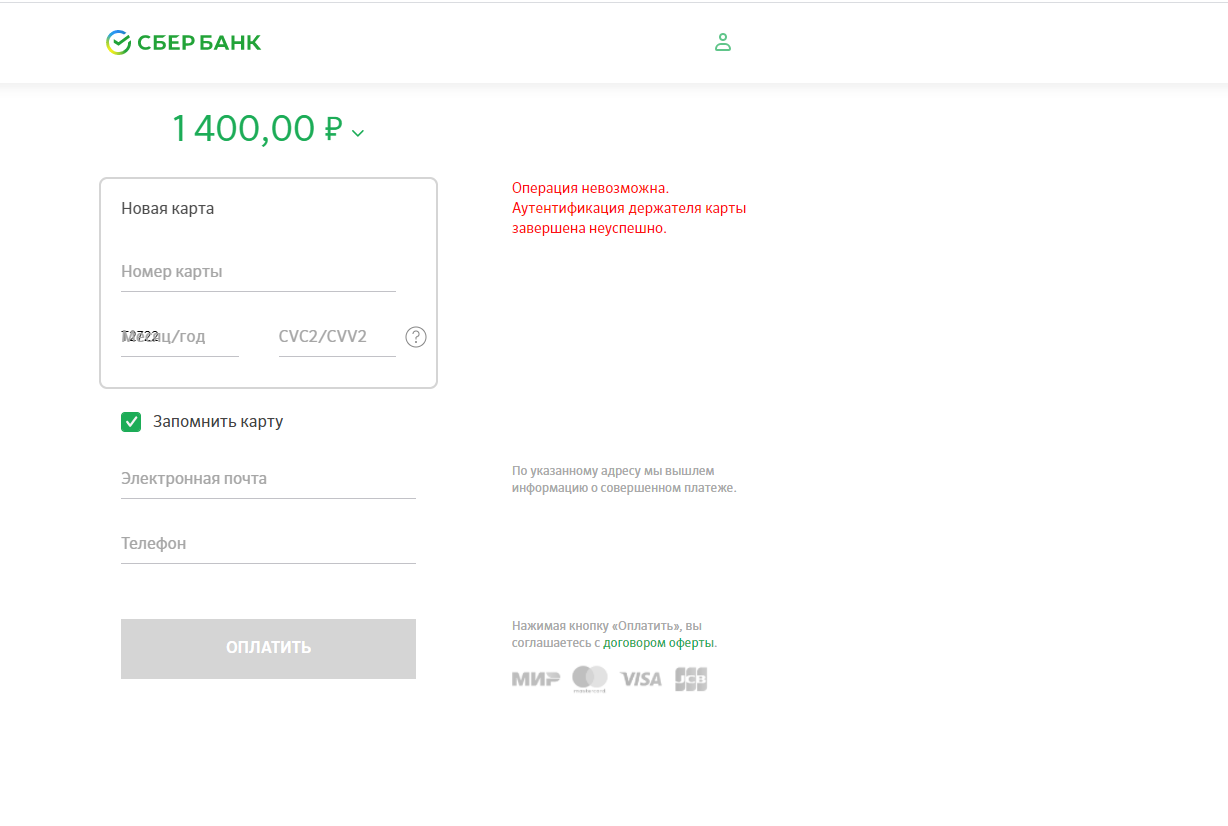 СБЕР БАНК
1 400,00 ₽
Новая карта
Номер карты
Месяц/год
CVC2/CVV2
?
Запомнить карту
Электронная почта
Телефон
ОПЛАТИТЬ
Операция невозможна.
Аутентификация держателя карты
завершена неуспешно.
По указанному адресу мы вышлем
информацию о совершенном платеже.
Нажимая кнопку «Оплатить», вы
соглашаетесь с договором оферты.
МИР mastercard VISA JCB